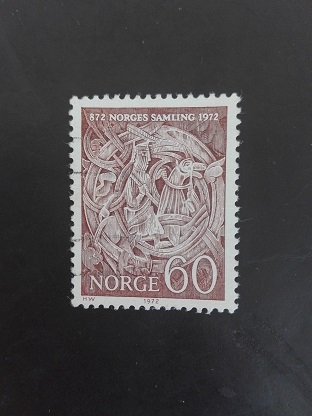 872 NORGES SAMLING 1972
NORGE 60
H.W. 1972